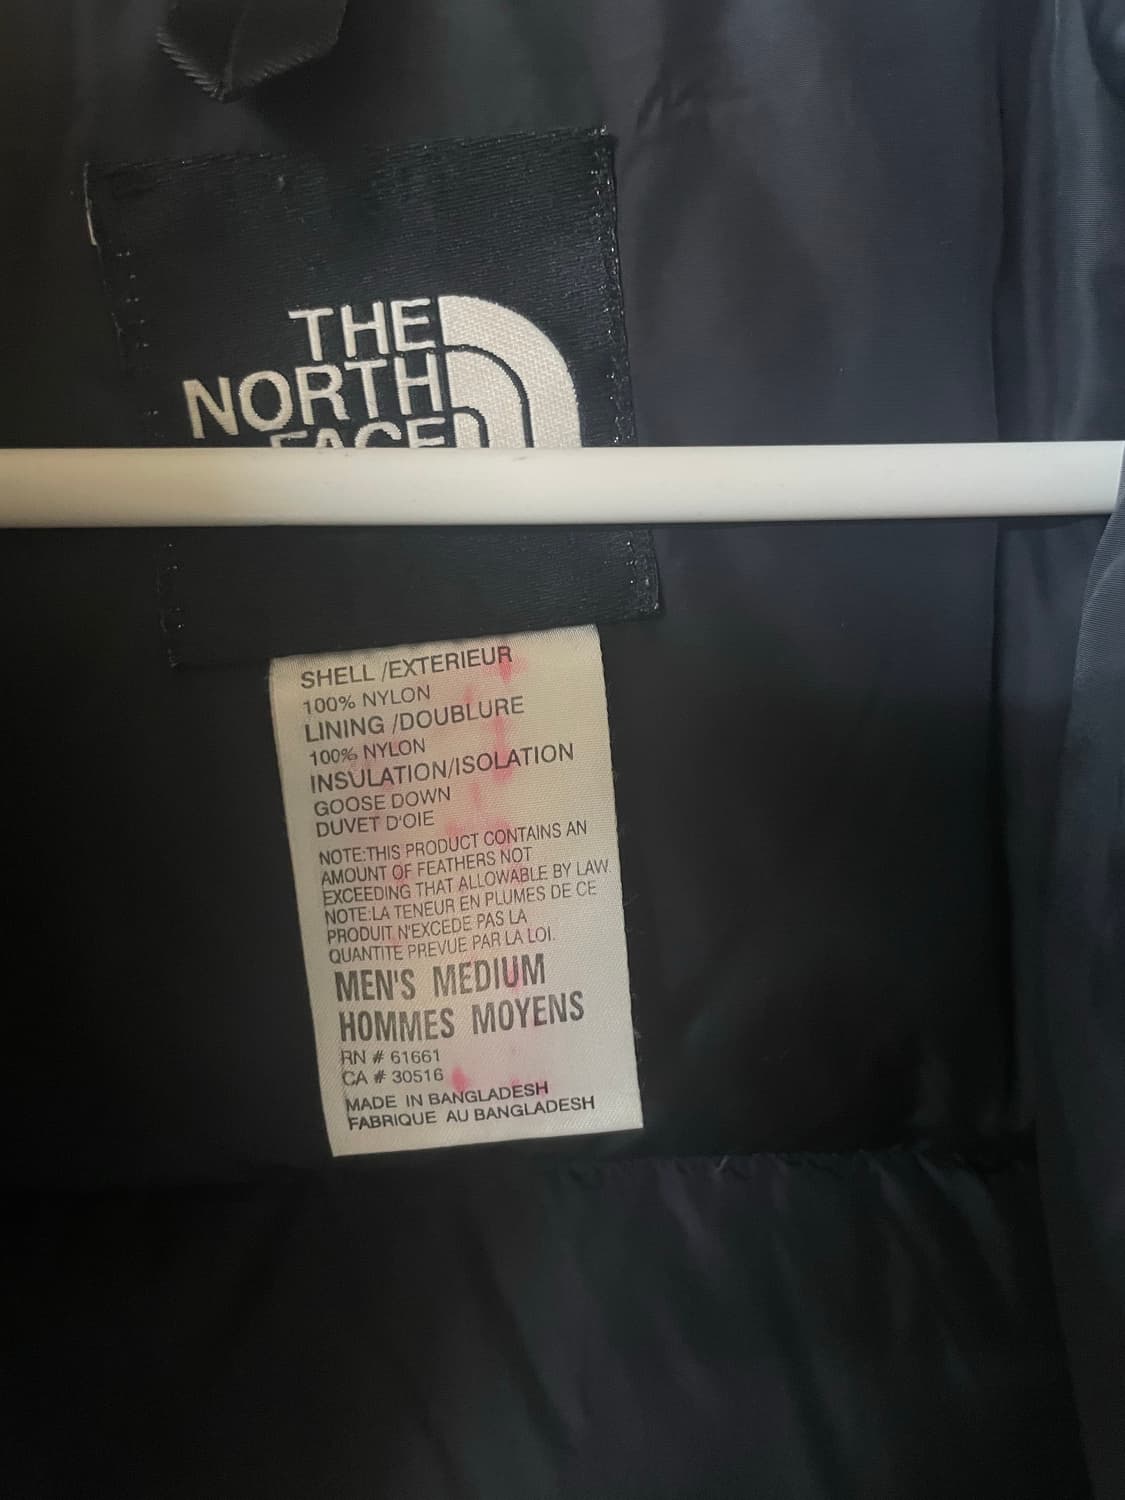 THE
NORTH
FACE
SHELL /EXTERIEUR
100% NYLON
LINING /DOUBLURE
100% NYLON
INSULATION/ISOLATION
GOOSE DOWN
DUVET D'OIE
NOTE:THIS PRODUCT CONTAINS AN
AMOUNT OF FEATHERS NOT
EXCEEDING THAT ALLOWABLE BY LAW.
NOTE:LA TENEUR EN PLUMES DE CE
PRODUIT N'EXCEDE PAS LA
QUANTITE PREVUE PAR LA LOI.
MEN'S MEDIUM
HOMMES MOYENS
RN # 61661
CA # 30516
MADE IN BANGLADESH
FABRIQUE AU BANGLADESH